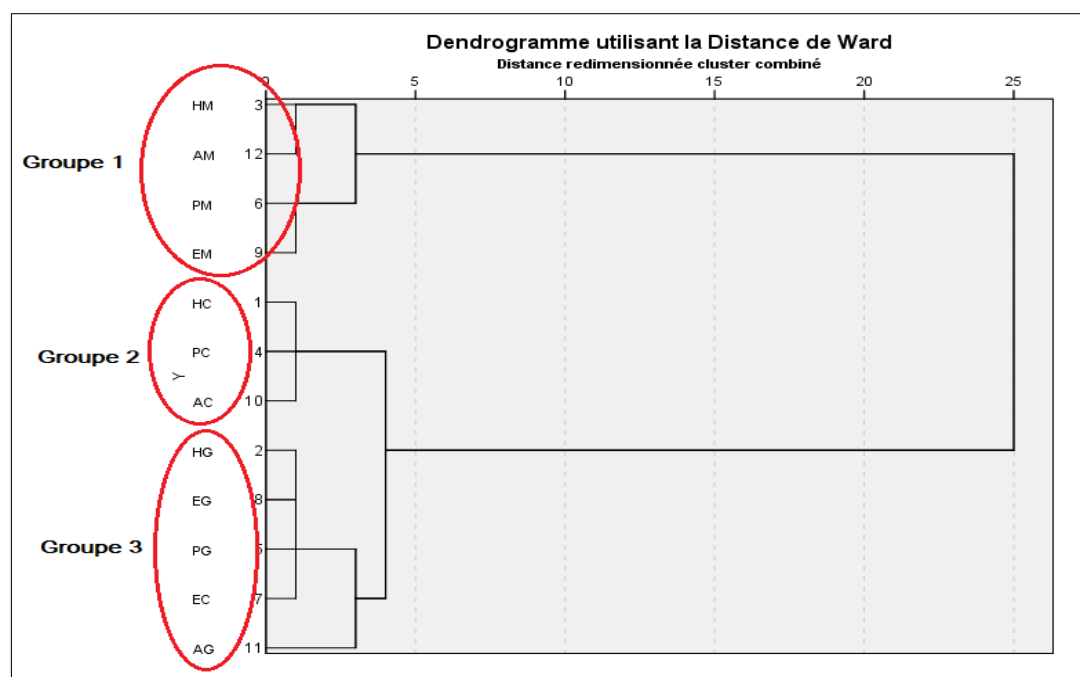 Dendrogramme utilisant la Distance de Ward
Distance redimensionnée cluster combiné
0 5 10 15 20 25
HM 3
Groupe 1 AM 12
PM 6
EM 9
HC 1
Groupe 2 PC 4
Y
AC 10
HG 2
EG 8
Groupe 3 PG 5
EC 7
AG 11